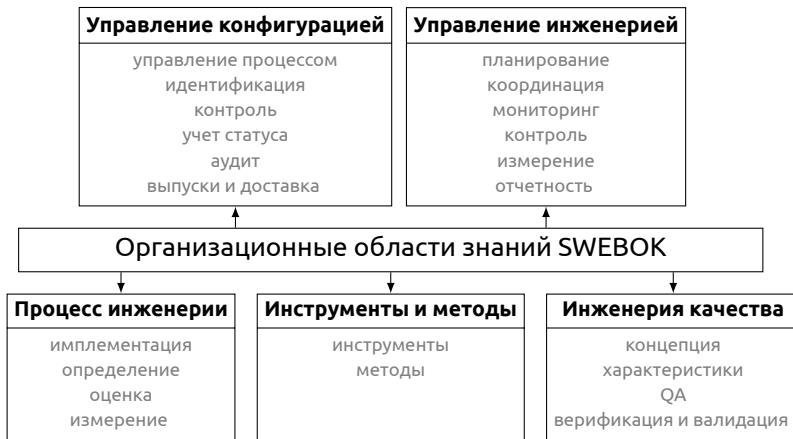 Управление конфигурацией
управление процессом
идентификация
контроль
учет статуса
аудит
выпуски и доставка
Управление инженерией
планирование
координация
мониторинг
контроль
измерение
отчетность
Организационные области знаний SWEBOK
Процесс инженерии
имплементация
определение
оценка
измерение
Инструменты и методы
инструменты
методы
Инженерия качества
концепция
характеристики
QA
верификация и валидация